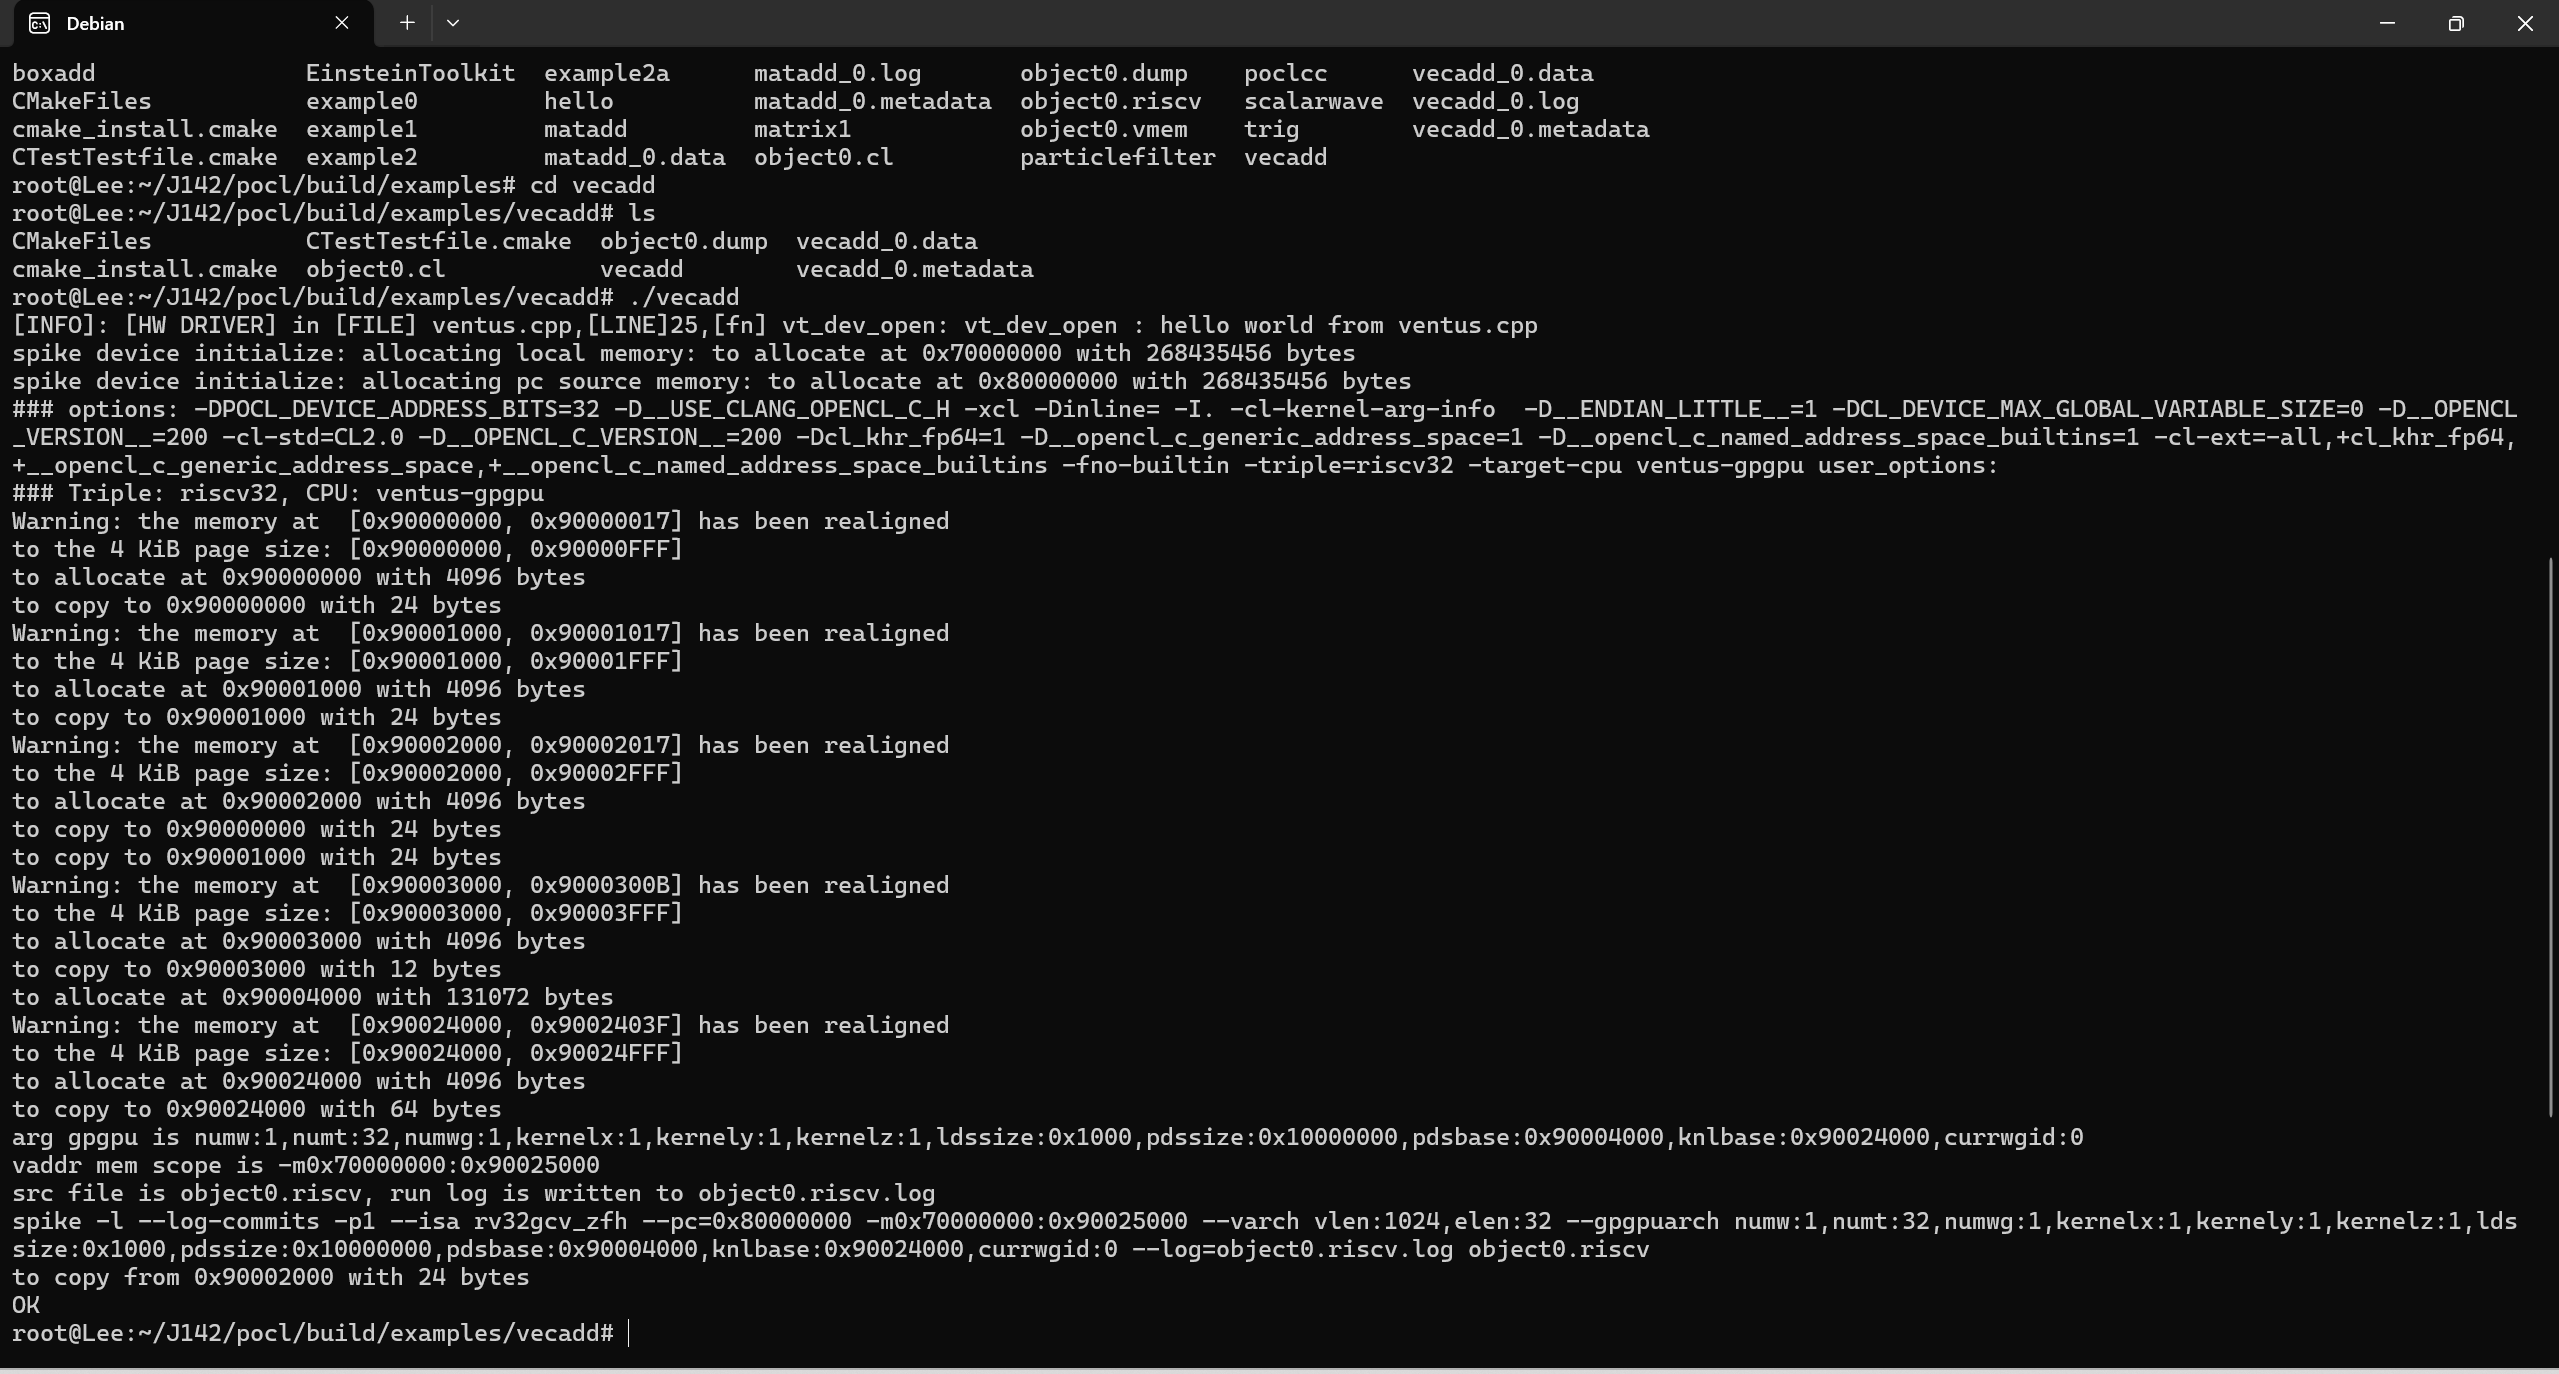 Debian
boxadd               EinsteinToolkit  example2a      matadd_0.log       object0.dump    poclcc      vecadd_0.data
CMakeFiles           example0         hello          matadd_0.metadata  object0.riscv   scalarwave  vecadd_0.log
cmake_install.cmake  example1         matadd         matrix1            object0.vmem    trig        vecadd_0.metadata
CTestTestfile.cmake  example2         matadd_0.data  object0.cl         particlefilter  vecadd
root@Lee:~/J142/pocl/build/examples# cd vecadd
root@Lee:~/J142/pocl/build/examples/vecadd# ls
CMakeFiles           CTestTestfile.cmake  object0.dump  vecadd_0.data
cmake_install.cmake  object0.cl           vecadd        vecadd_0.metadata
root@Lee:~/J142/pocl/build/examples/vecadd# ./vecadd
[INFO]: [HW DRIVER] in [FILE] ventus.cpp,[LINE]25,[fn] vt_dev_open: vt_dev_open : hello world from ventus.cpp
spike device initialize: allocating local memory: to allocate at 0x70000000 with 268435456 bytes
spike device initialize: allocating pc source memory: to allocate at 0x80000000 with 268435456 bytes
### options: -DPOCL_DEVICE_ADDRESS_BITS=32 -D__USE_CLANG_OPENCL_C_H -xcl -Dinline= -I. -cl-kernel-arg-info  -D__ENDIAN_LITTLE__=1 -DCL_DEVICE_MAX_GLOBAL_VARIABLE_SIZE=0 -D__OPENCL
_VERSION__=200 -cl-std=CL2.0 -D__OPENCL_C_VERSION__=200 -Dcl_khr_fp64=1 -D__opencl_c_generic_address_space=1 -D__opencl_c_named_address_space_builtins=1 -cl-ext=-all,+cl_khr_fp64,
+__opencl_c_generic_address_space,+__opencl_c_named_address_space_builtins -fno-builtin -triple=riscv32 -target-cpu ventus-gpgpu user_options:
### Triple: riscv32, CPU: ventus-gpgpu
Warning: the memory at  [0x90000000, 0x90000017] has been realigned
to the 4 KiB page size: [0x90000000, 0x90000FFF]
to allocate at 0x90000000 with 4096 bytes
to copy to 0x90000000 with 24 bytes
Warning: the memory at  [0x90001000, 0x90001017] has been realigned
to the 4 KiB page size: [0x90001000, 0x90001FFF]
to allocate at 0x90001000 with 4096 bytes
to copy to 0x90001000 with 24 bytes
Warning: the memory at  [0x90002000, 0x90002017] has been realigned
to the 4 KiB page size: [0x90002000, 0x90002FFF]
to allocate at 0x90002000 with 4096 bytes
to copy to 0x90000000 with 24 bytes
to copy to 0x90001000 with 24 bytes
Warning: the memory at  [0x90003000, 0x9000300B] has been realigned
to the 4 KiB page size: [0x90003000, 0x90003FFF]
to allocate at 0x90003000 with 4096 bytes
to copy to 0x90003000 with 12 bytes
to allocate at 0x90004000 with 131072 bytes
Warning: the memory at  [0x90024000, 0x9002403F] has been realigned
to the 4 KiB page size: [0x90024000, 0x90024FFF]
to allocate at 0x90024000 with 4096 bytes
to copy to 0x90024000 with 64 bytes
arg gpgpu is numw:1,numt:32,numwg:1,kernelx:1,kernely:1,kernelz:1,ldssize:0x1000,pdssize:0x10000000,pdsbase:0x90004000,knlbase:0x90024000,currwgid:0
vaddr mem scope is -m0x70000000:0x90025000
src file is object0.riscv, run log is written to object0.riscv.log
spike -l --log-commits -p1 --isa rv32gcv_zfh --pc=0x80000000 -m0x70000000:0x90025000 --varch vlen:1024,elen:32 --gpgpuarch numw:1,numt:32,numwg:1,kernelx:1,kernely:1,kernelz:1,lds
size:0x1000,pdssize:0x10000000,pdsbase:0x90004000,knlbase:0x90024000,currwgid:0 --log=object0.riscv.log object0.riscv
to copy from 0x90002000 with 24 bytes
OK
root@Lee:~/J142/pocl/build/examples/vecadd#